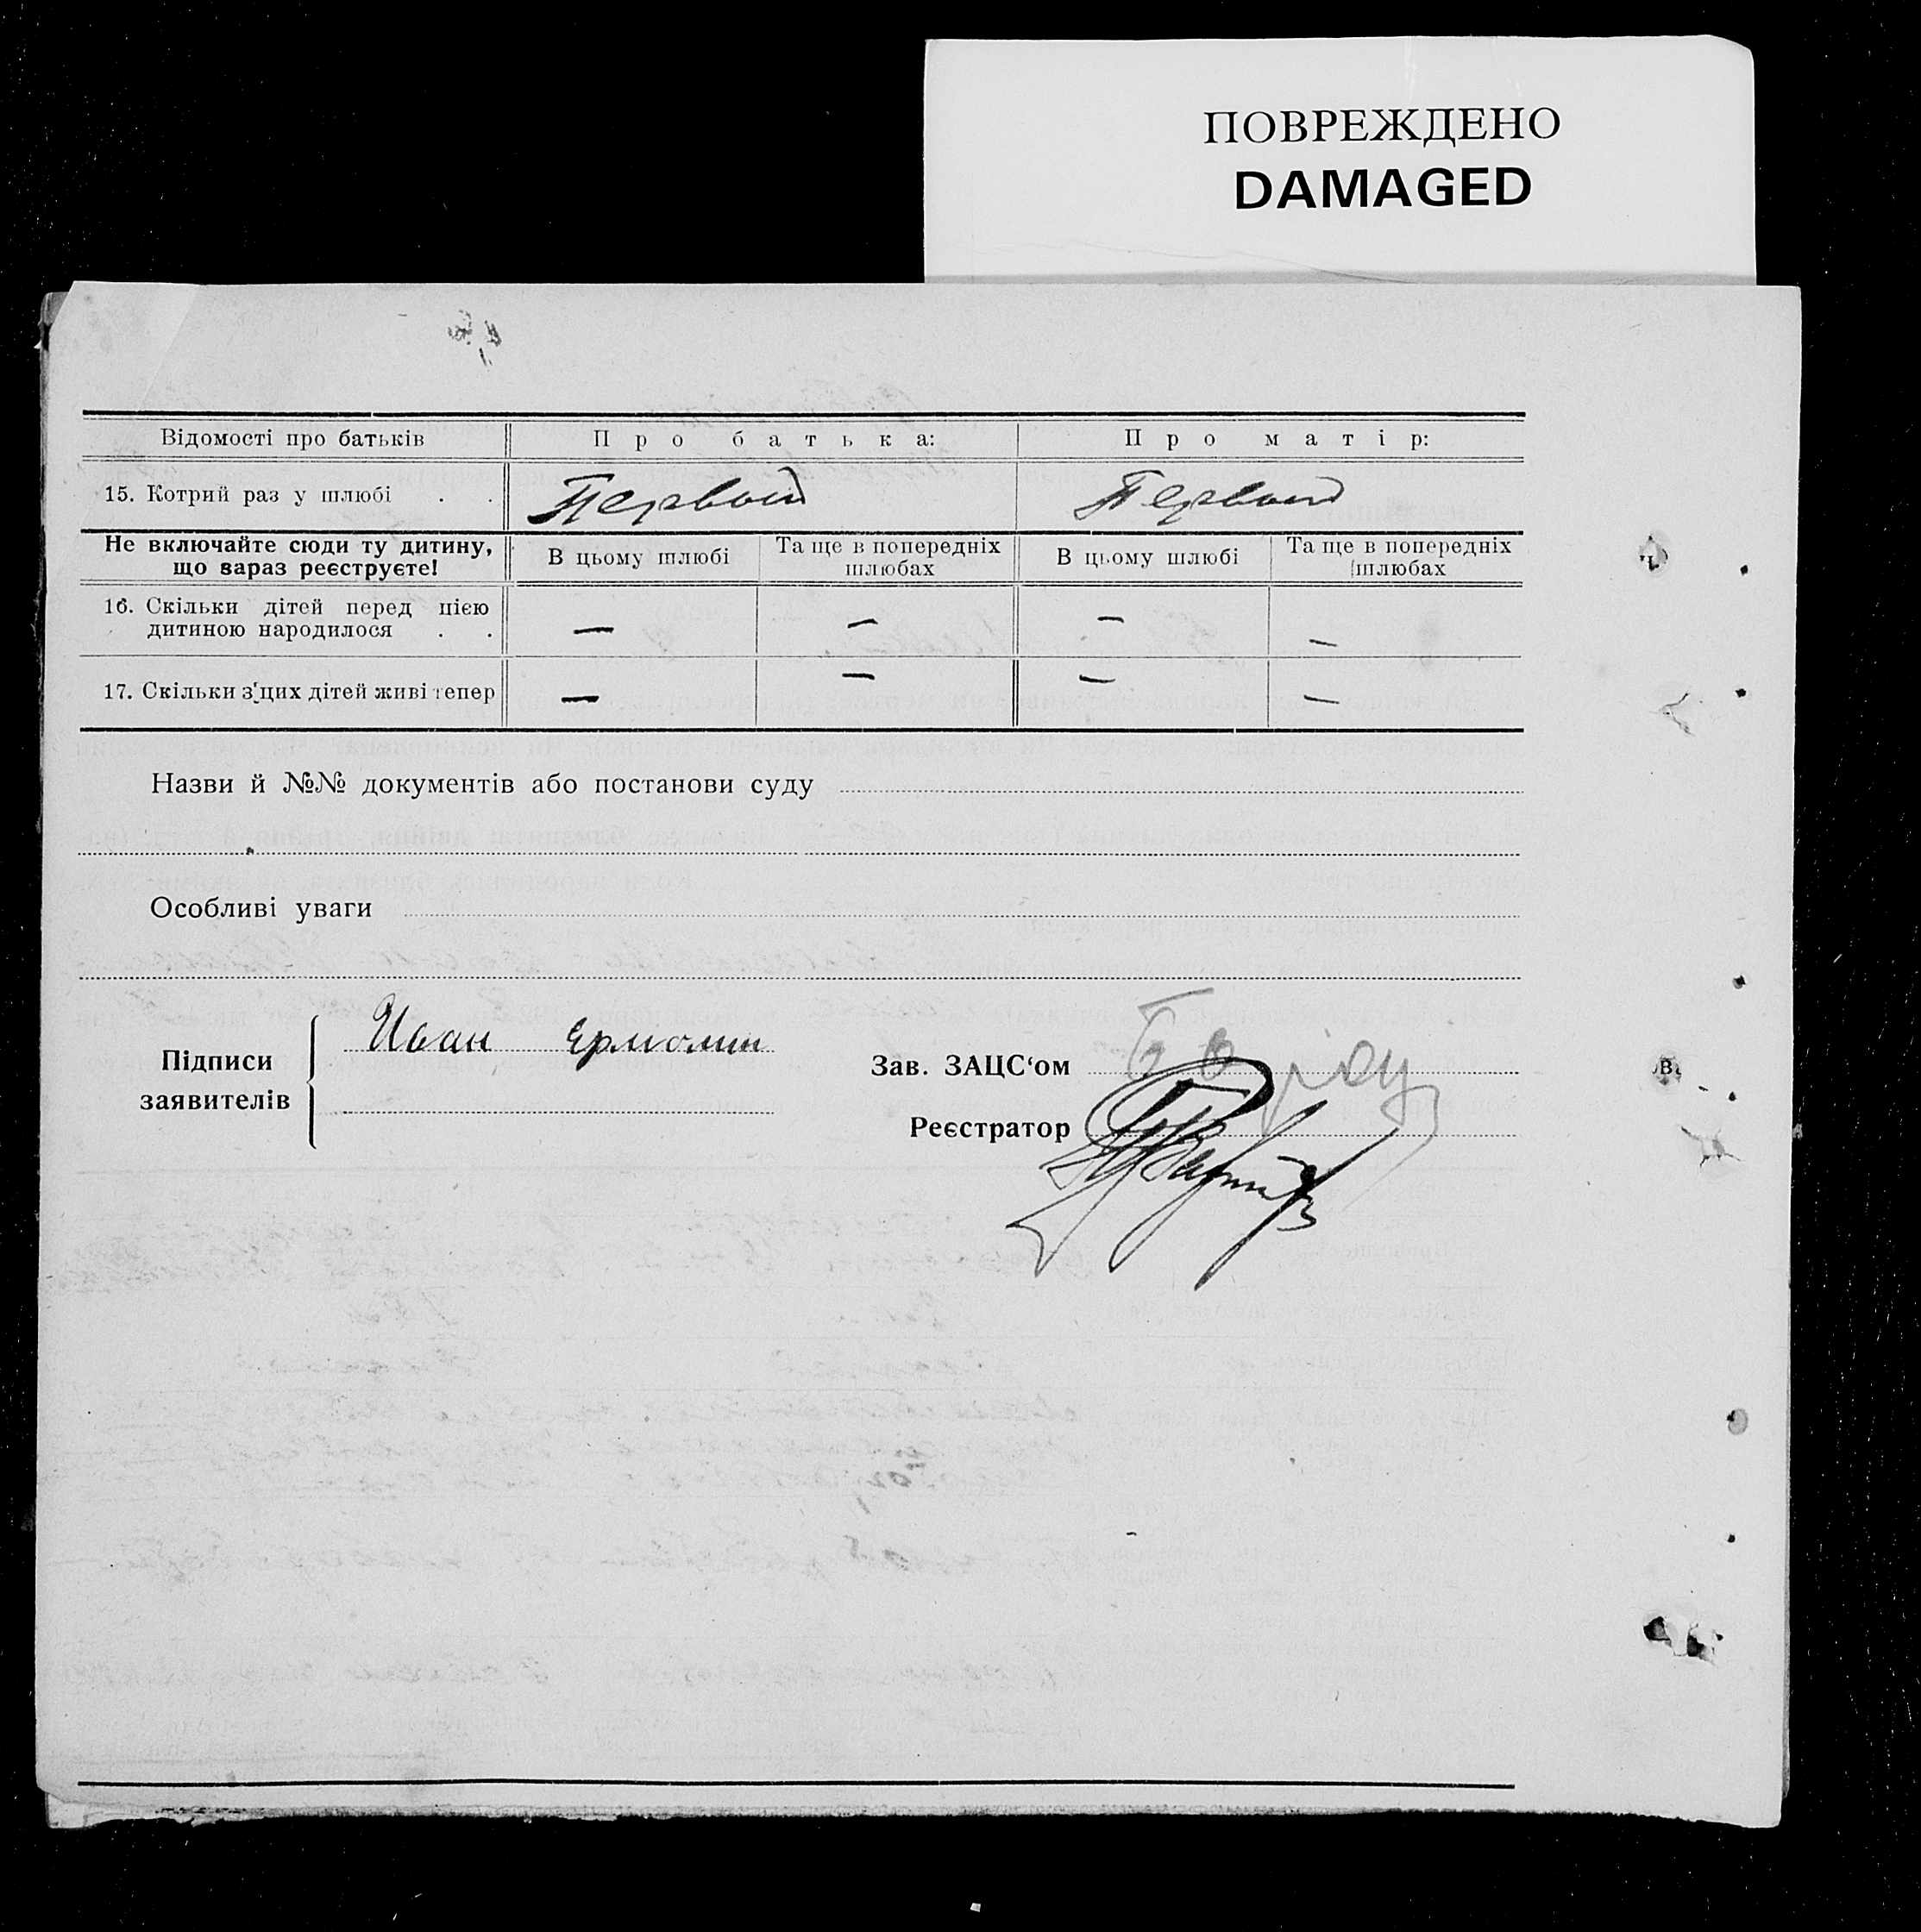 ПОВРЕЖДЕНО
DAMAGED
Відомості про батьків Про батька: Про матір:
15. Котрий раз у шлюбі . . Первый Первый
Не включайте сюди ту дитину, що вараз реєструєте! В цьому шлюбі Та ще в попередніх шлюбах В цьому шлюбі Та ще в попередніх шлюбах
16. Скільки дітей перед цією
дитиною народилося . . — — — —
17. Скільки з'цих дітей живі тепер — — — —
Назви й №№ документів або постанови суду
Особливі уваги
Підписи
заявителів
Иван Ермолин
Зав. ЗАЦС‘ом
Реєстратор